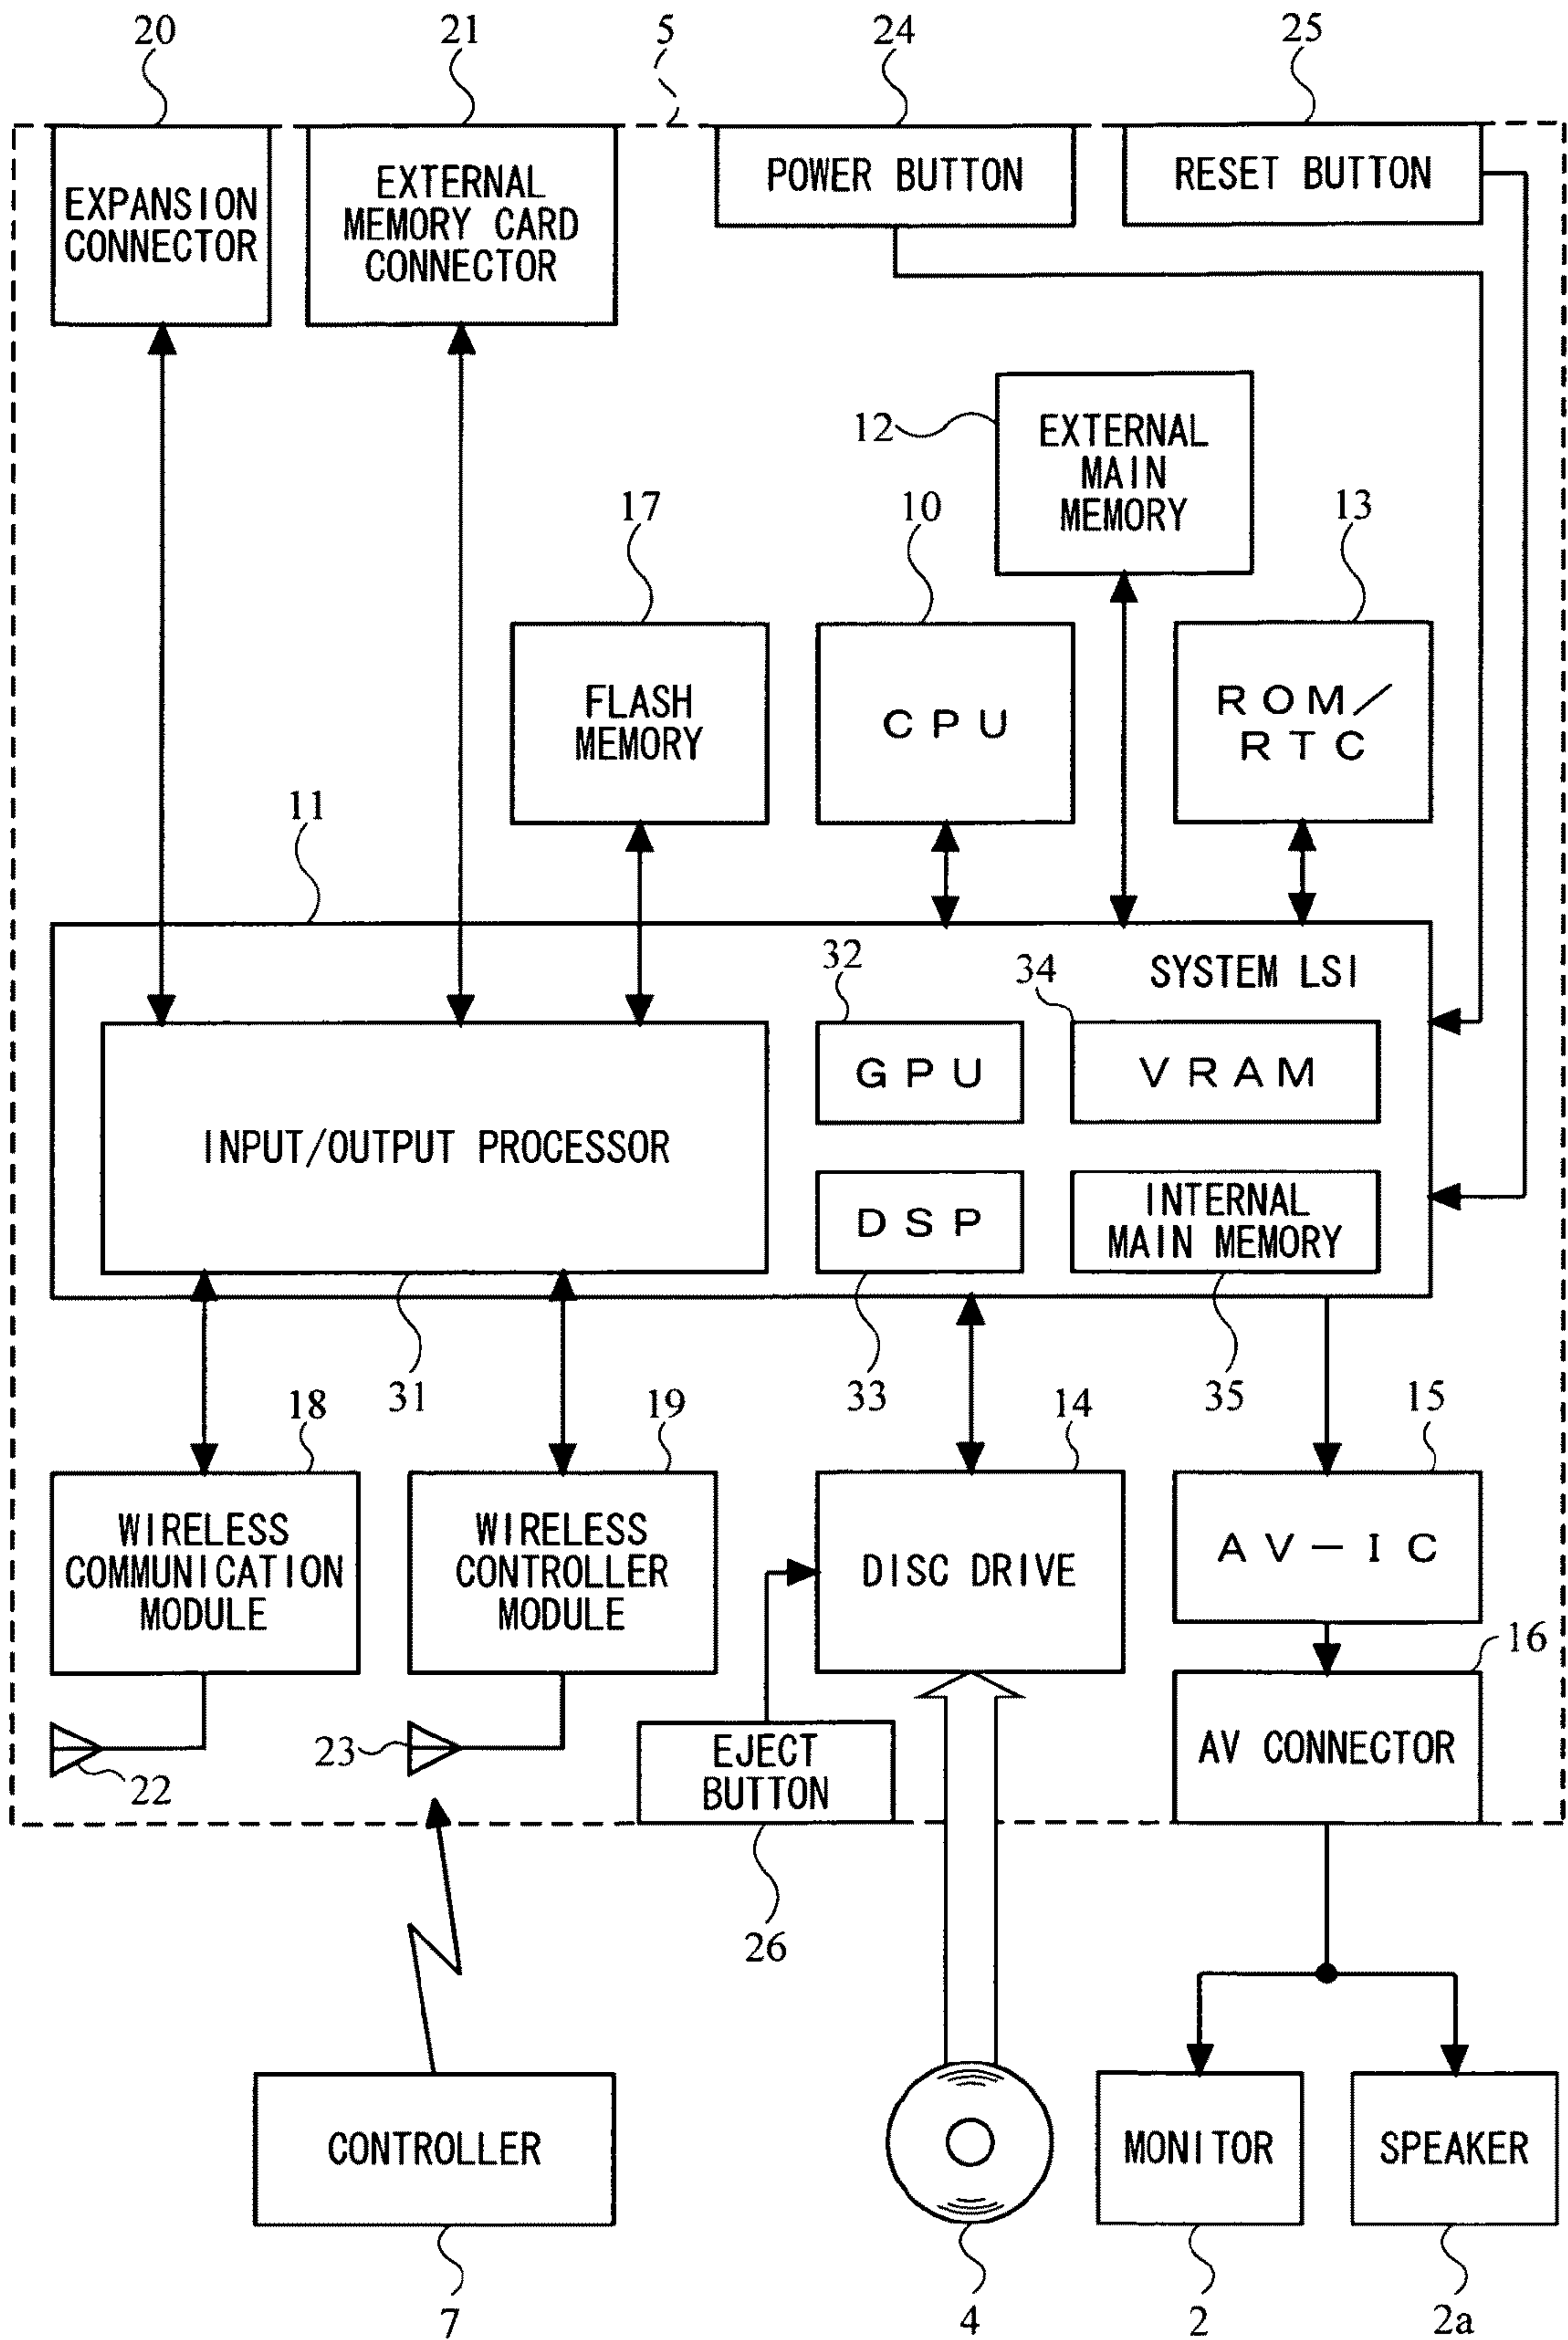 20
21
5
24
25
EXPANSION
CONNECTOR
EXTERNAL
MEMORY CARD
CONNECTOR
POWER BUTTON
RESET BUTTON
12
EXTERNAL
MAIN
MEMORY
17
10
13
FLASH
MEMORY
CPU
ROM/
RTC
11
SYSTEM LSI
32
34
GPU
VRAM
INPUT/OUTPUT PROCESSOR
DSP
INTERNAL
MAIN MEMORY
31
33
35
18
19
14
15
WIRELESS
COMMUNICATION
MODULE
WIRELESS
CONTROLLER
MODULE
DISC DRIVE
AV-IC
16
22
23
EJECT
BUTTON
AV CONNECTOR
26
CONTROLLER
MONITOR
SPEAKER
7
4
2
2a